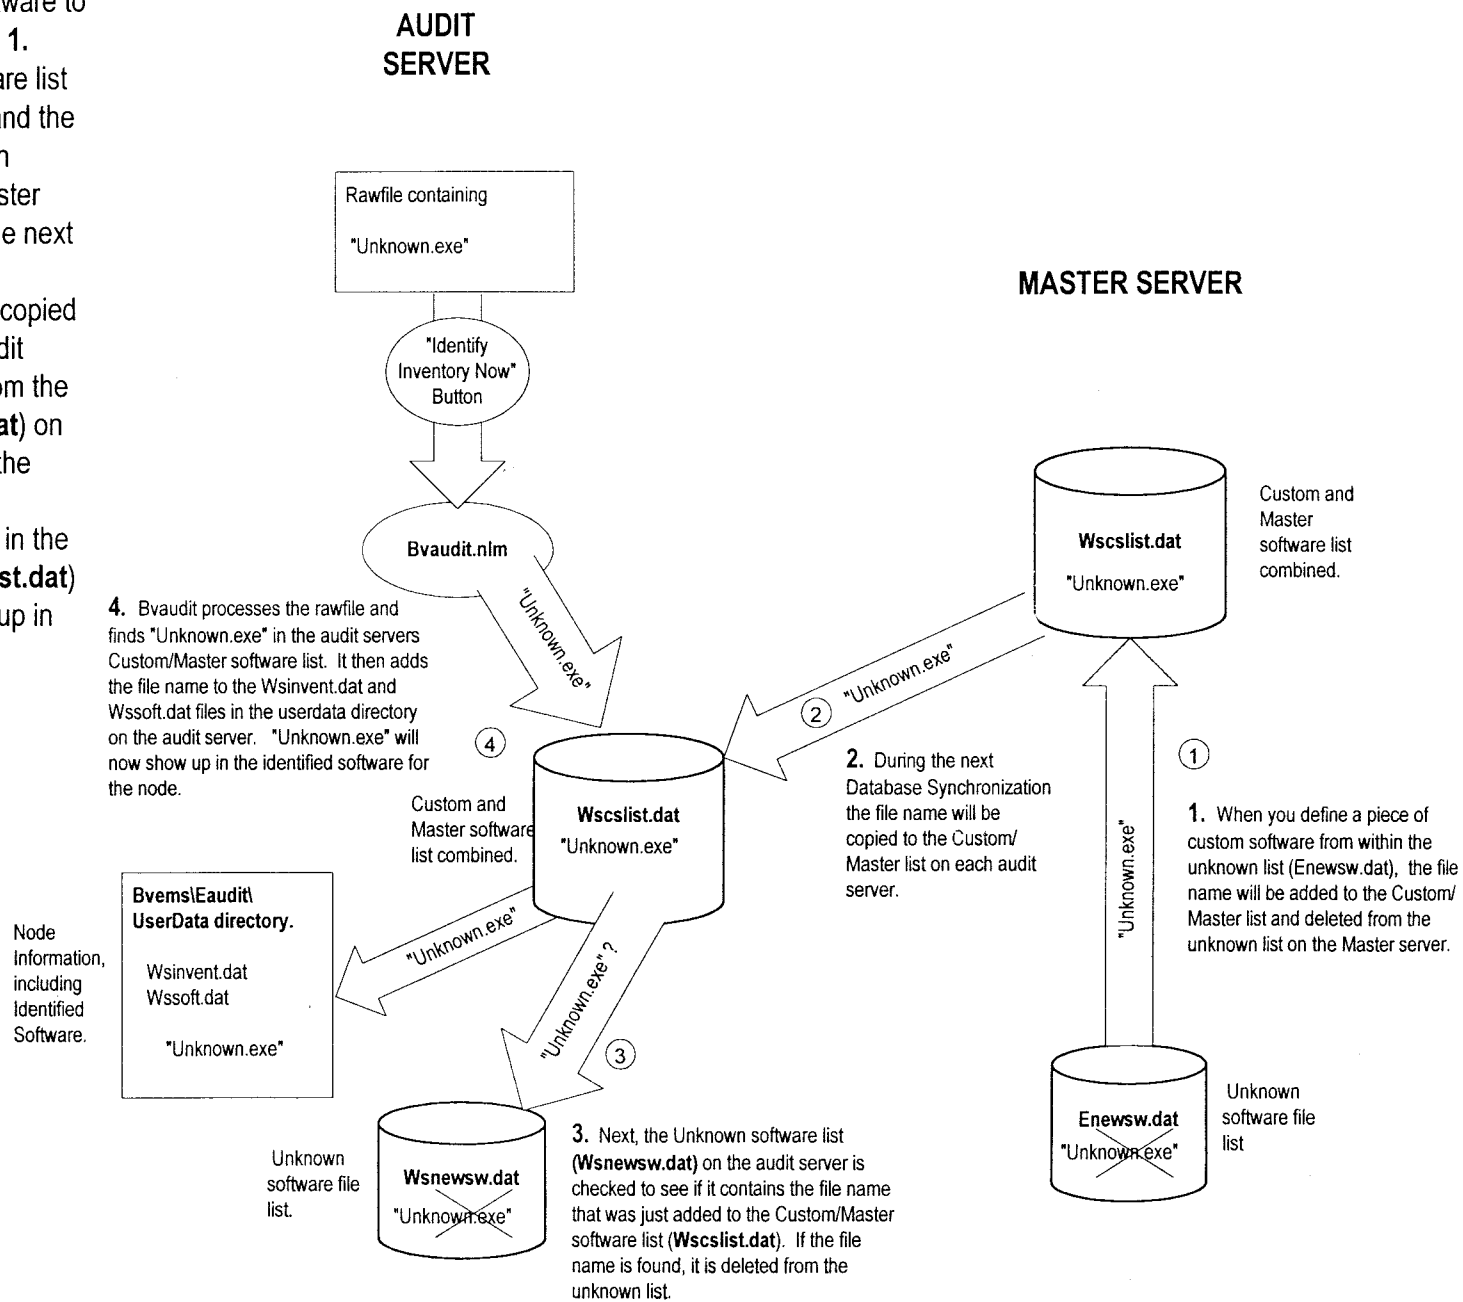 ware to
1.
are list
and the
n
ster
e next
copied
dit
om the
at) on
the
in the
st.dat)
up in
AUDIT
SERVER
Rawfile containing
"Unknown.exe"
"Identify
Inventory Now"
Button
Bvaudit.nlm
"Unknown.exe"
4. Bvaudit processes the rawfile and
finds "Unknown.exe" in the audit servers
Custom/Master software list. It then adds
the file name to the Wsinvent.dat and
Wssoft.dat files in the userdata directory
on the audit server. "Unknown.exe" will
now show up in the identified software for
the node.
4
MASTER SERVER
Wscslist.dat
"Unknown.exe"
Custom and
Master
software list
combined.
2
"Unknown.exe"
2. During the next
Database Synchronization
the file name will be
copied to the Custom/
Master list on each audit
server.
1
"Unknown.exe"
1. When you define a piece of
custom software from within the
unknown list (Enewsw.dat), the file
name will be added to the Custom/
Master list and deleted from the
unknown list on the Master server.
Custom and
Master software
list combined.
Wscslist.dat
"Unknown.exe"
"Unknown.exe"
Node
Information,
including
Identified
Software.
Bvems\Eaudit\
UserData directory.
Wsinvent.dat
Wssoft.dat
"Unknown.exe"
"Unknown.exe"?
3
Unknown
software file
list.
Wsnewsw.dat
"Unknown.exe"
3. Next, the Unknown software list
(Wsnewsw.dat) on the audit server is
checked to see if it contains the file name
that was just added to the Custom/Master
software list (Wscslist.dat). If the file
name is found, it is deleted from the
unknown list.
Enewsw.dat
"Unknown.exe"
Unknown
software file
list